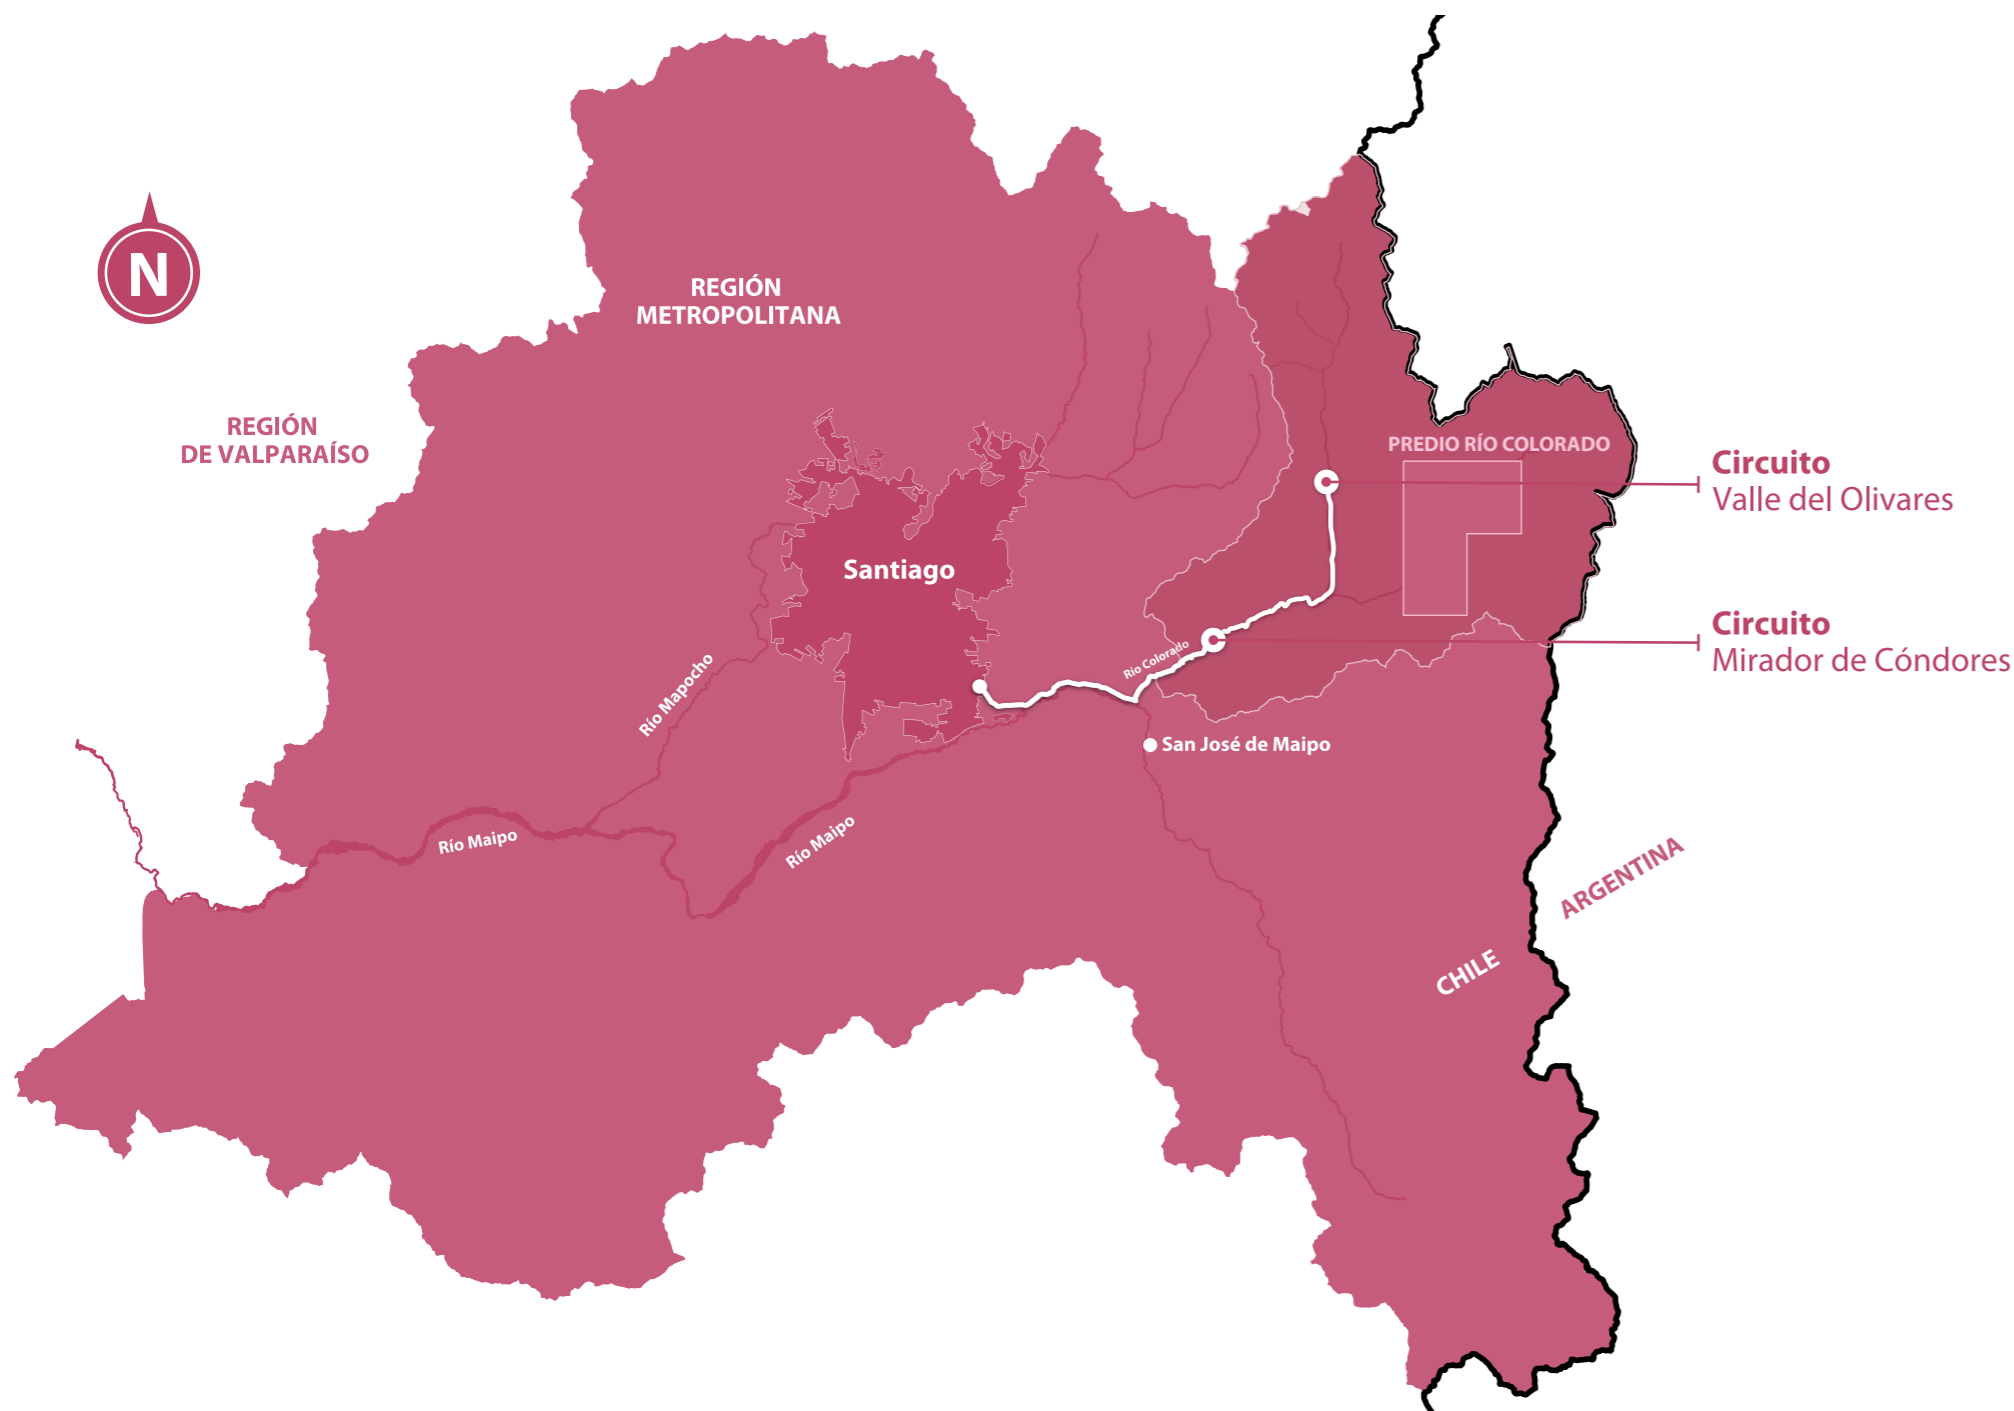 N
REGIÓN
METROPOLITANA
REGIÓN
DE VALPARAÍSO
PREDIO RÍO COLORADO
Circuito
Valle del Olivares
Santiago
Circuito
Mirador de Cóndores
Río Colorado
Río Mapocho
San José de Maipo
Río Maipo
Río Maipo
ARGENTINA
CHILE